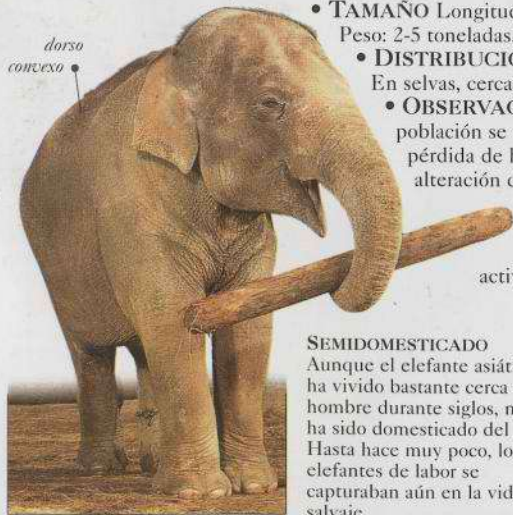 dorso
convexo
• TAMAÑO Longitud
Peso: 2-5 toneladas.
• DISTRIBUCIÓ
En selvas, cerca
• OBSERVAC
población se
pérdida de
alteración
activ
SEMIDOMESTICADO
Aunque el elefante asiát
ha vivido bastante cerca
hombre durante siglos, n
ha sido domesticado del
Hasta hace muy poco, lo
elefantes de labor se
capturaban aún en la vid
salvaje.